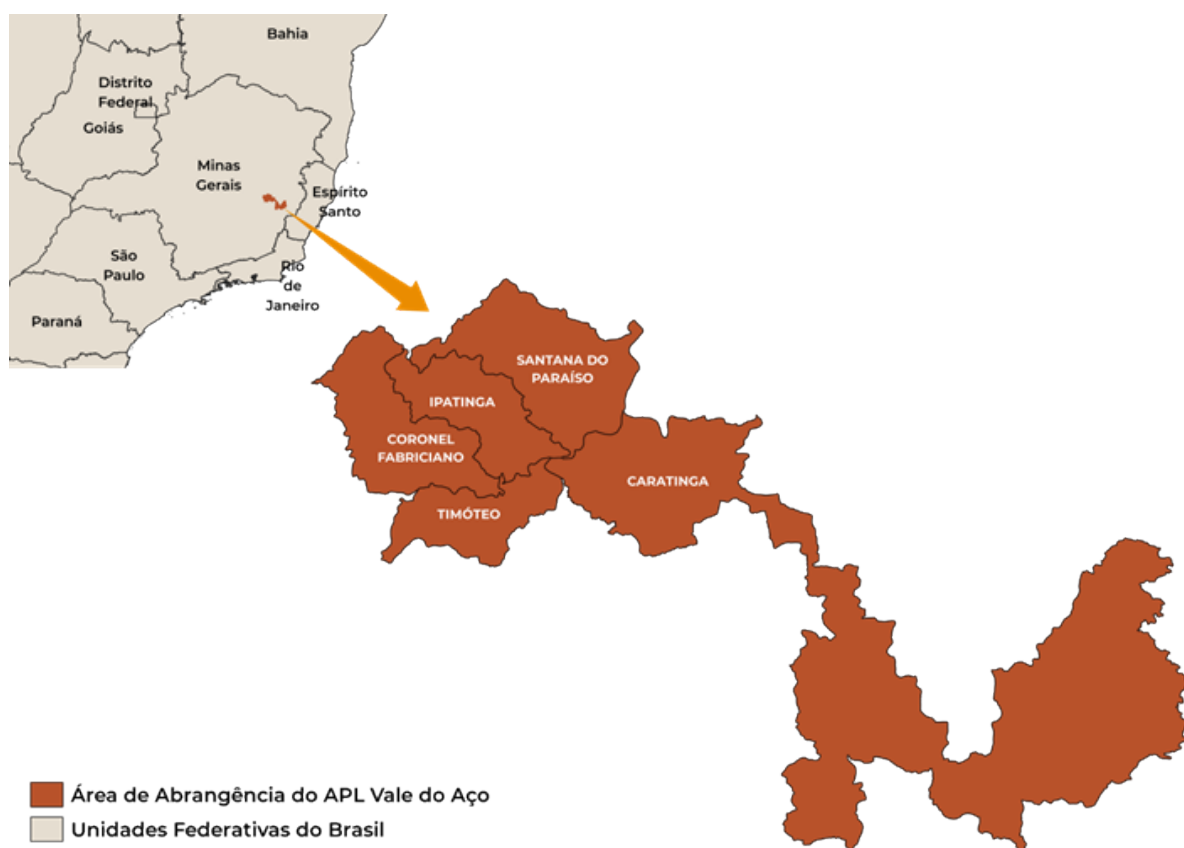 Bahia
Distrito
Federal
Goiás
Minas
Gerais
Espírito
Santo
São
Paulo
Rio
de
Janeiro
Paraná
SANTANA DO
PARAÍSO
IPATINGA
CORONEL
FABRICIANO
CARATINGA
TIMÓTEO
Área de Abrangência do APL Vale do Aço
Unidades Federativas do Brasil